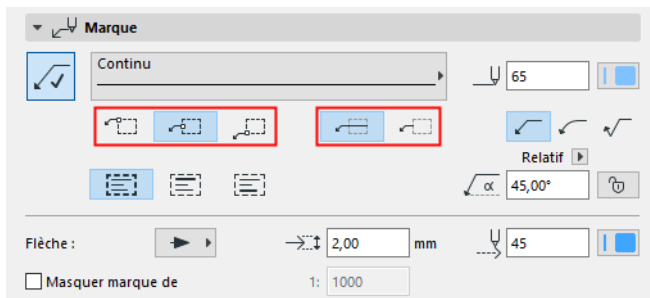 Marque
Continu
65
Relatif
α 45,00°
Flèche : 2,00 mm 45
Masquer marque de 1: 1000